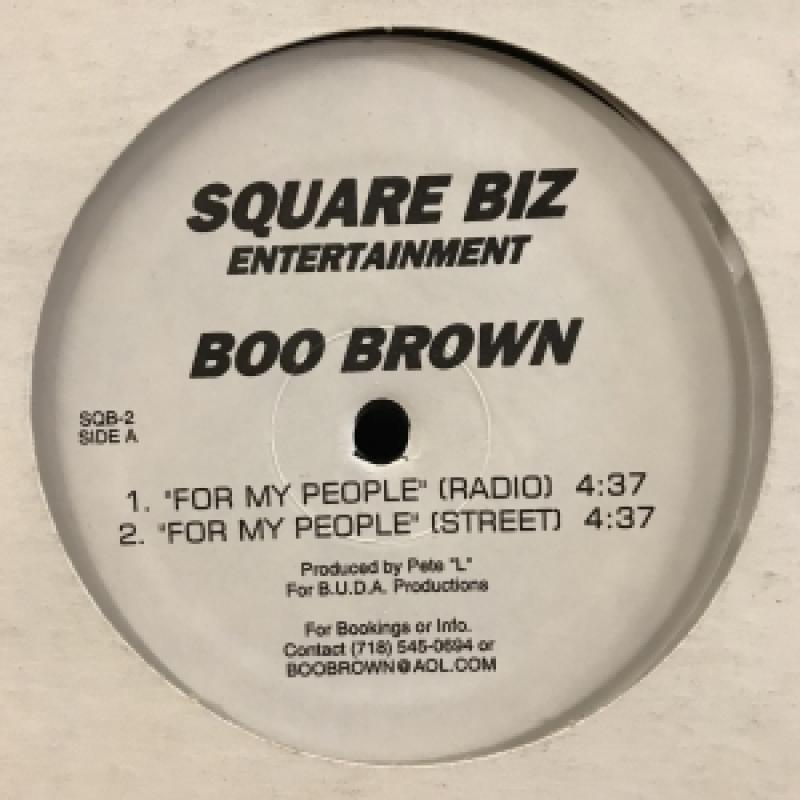 SQUARE BIZ
ENTERTAINMENT
BOO BROWN
SQB-2
SIDE A
1. "FOR MY PEOPLE" (RADIO) 4:37
2. "FOR MY PEOPLE" (STREET) 4:37
Produced by Pete "L"
For B.U.D.A. Productions
For Bookings or Info.
Contact (718) 545-0694 or
BOOBROWN@AOL.COM